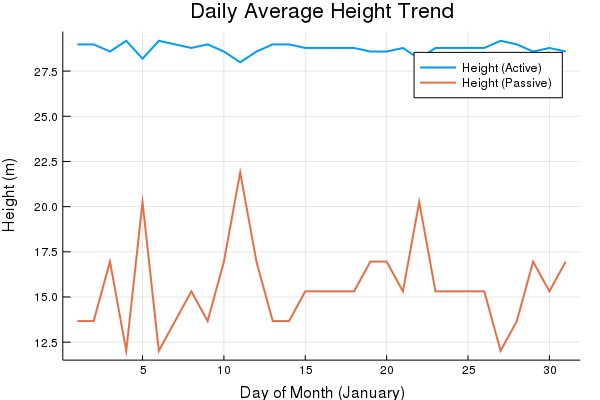 Daily Average Height Trend
Height (Active)
Height (Passive)
27.5
25.0
22.5
20.0
17.5
15.0
12.5
Height (m)
5 10 15 20 25 30
Day of Month (January)